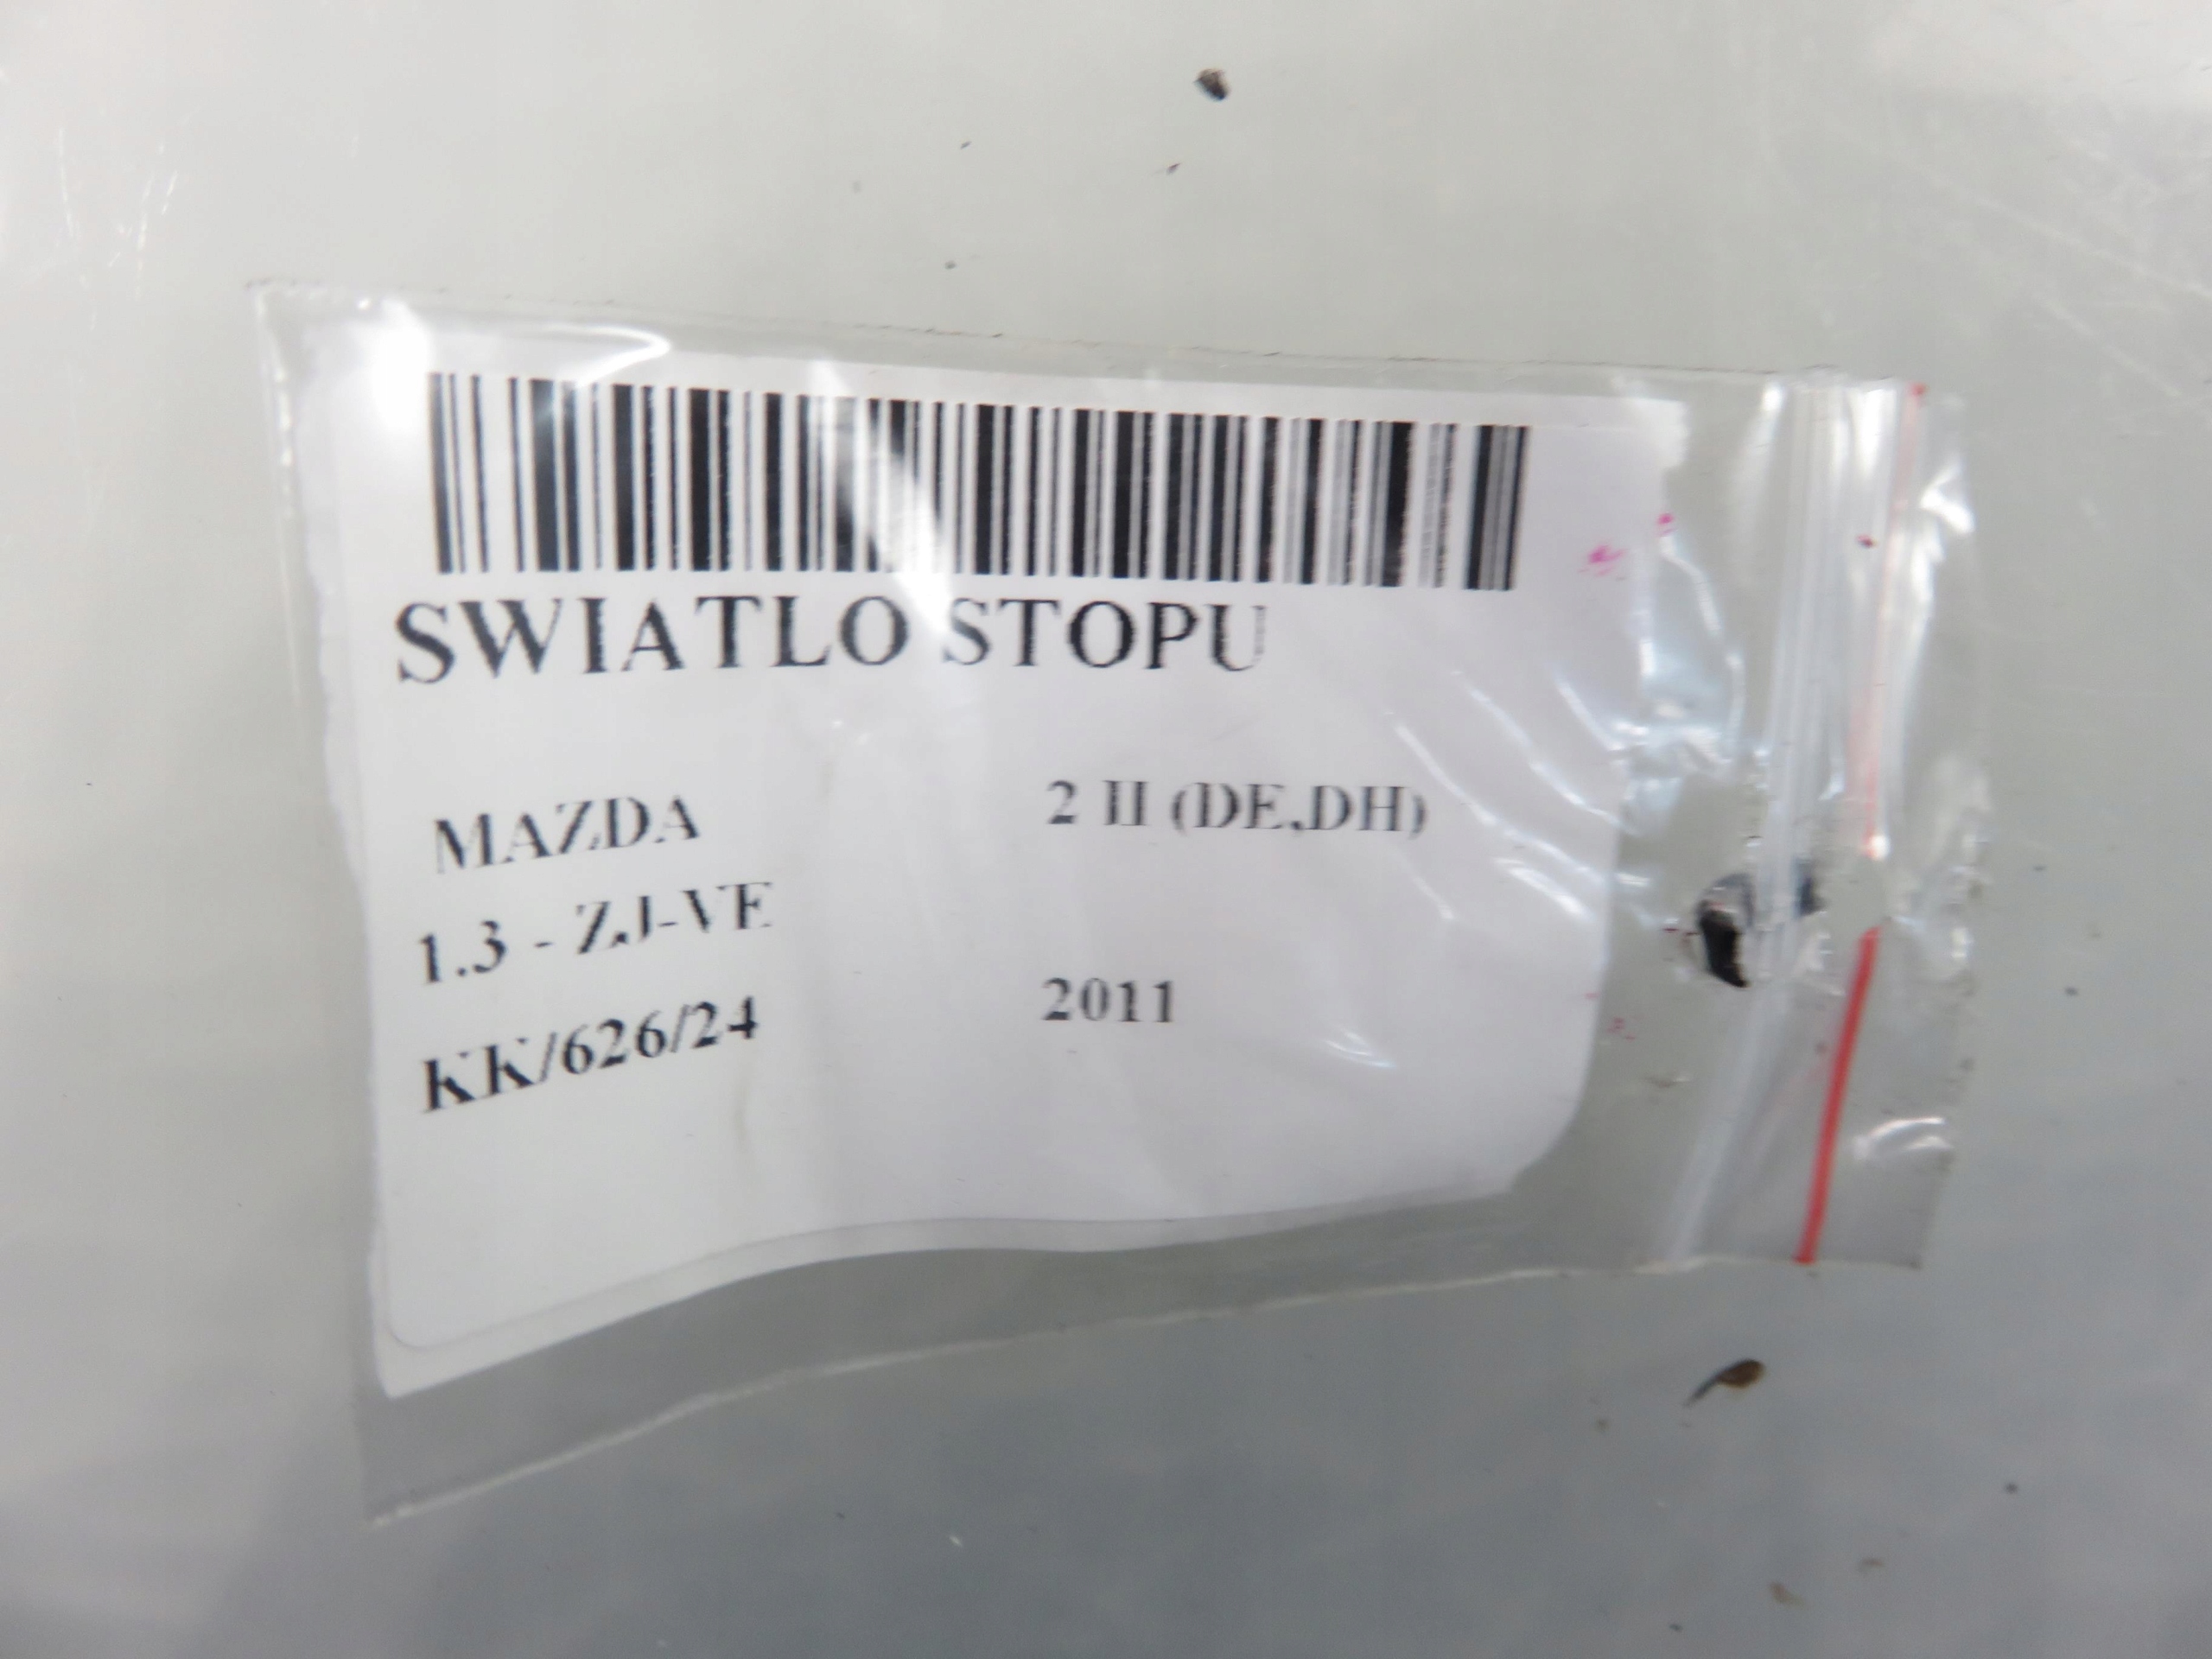 SWIATLO STOPU
MAZDA 2 II (DE,DH)
1.3 - ZJ-VE
KK/626/24 2011